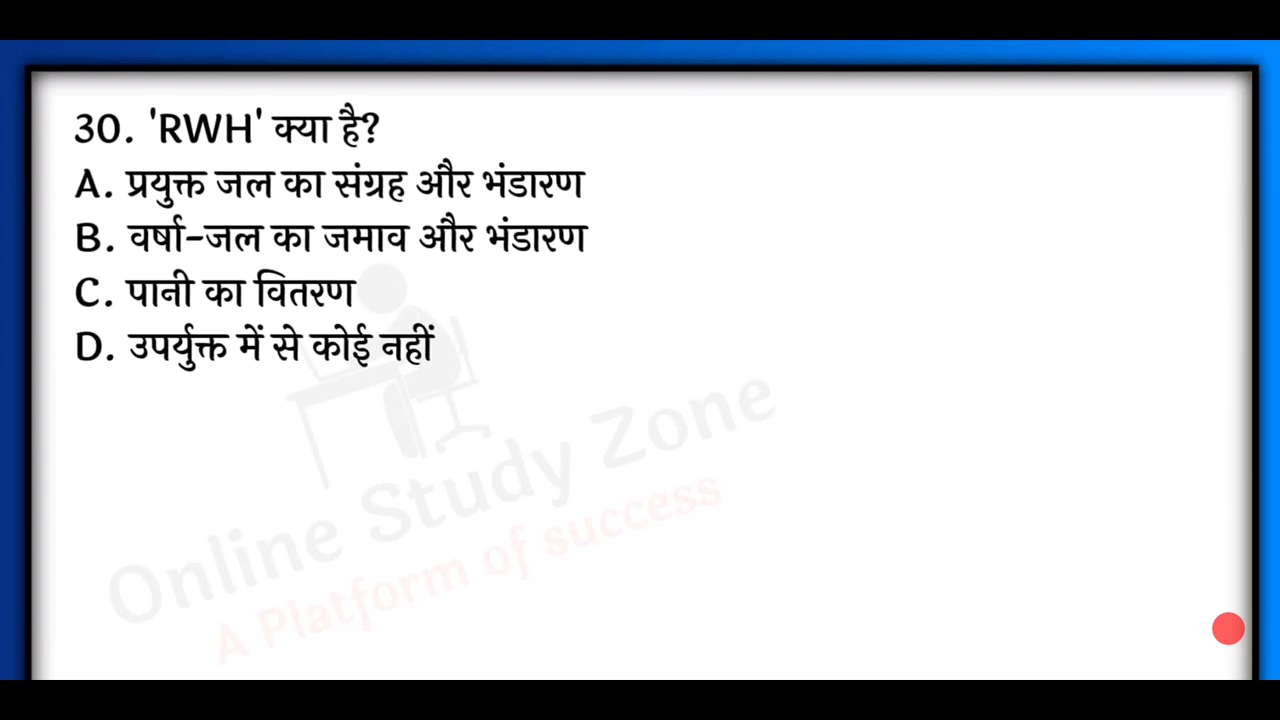 30. 'RWH' क्या है?
A. प्रयुक्त जल का संग्रह और भंडारण
B. वर्षा-जल का जमाव और भंडारण
C. पानी का वितरण
D. उपर्युक्त में से कोई नहीं
Online Study Zone
A Platform of success